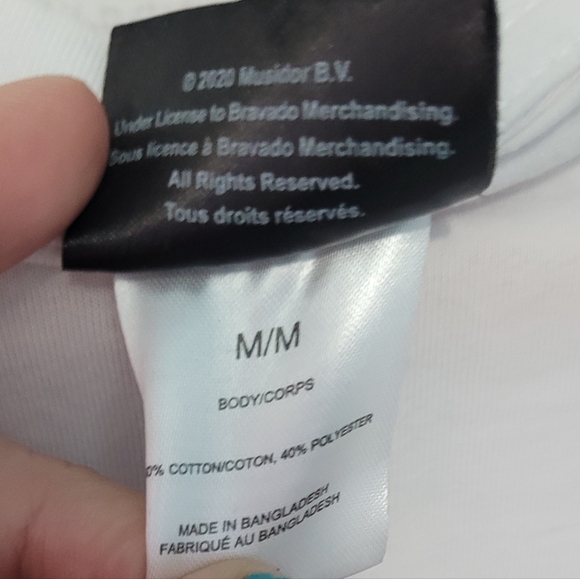 © 2020 Musidor B.V.
Under License to Bravado Merchandising.
Sous licence à Bravado Merchandising.
All Rights Reserved.
Tous droits réservés.
M/M
BODY/CORPS
0% COTTON/COTON, 40% POLYESTER
MADE IN BANGLADESH
FABRIQUÉ AU BANGLADESH